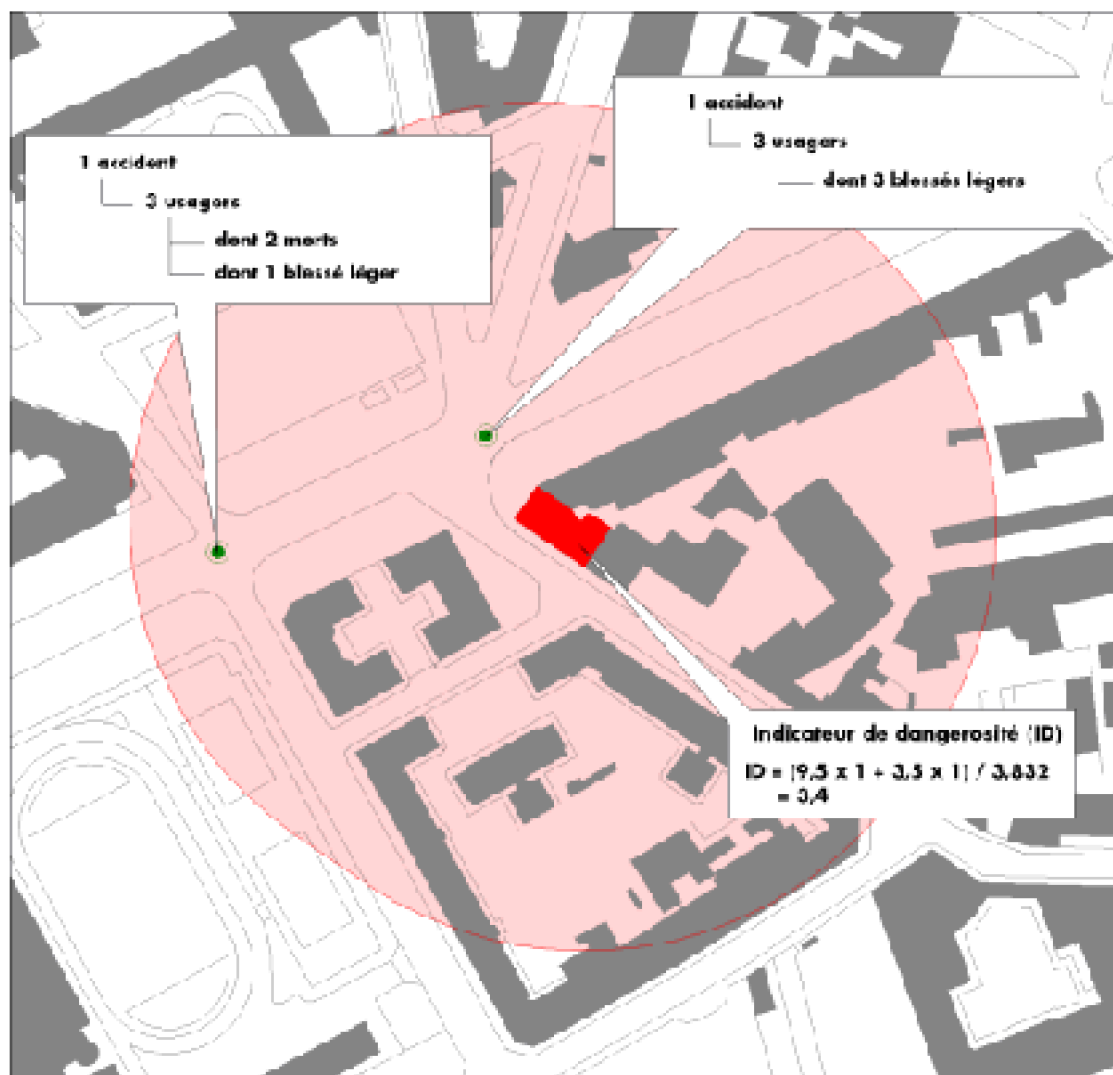 1 accident
3 usagers
dont 2 morts
dont 1 blessé léger
1 accident
3 usagers
dont 3 blessés légers
Indicateur de dangerosité (ID)
ID = (9,5 x 1 + 3,5 x 1) / 3,832
= 3,4